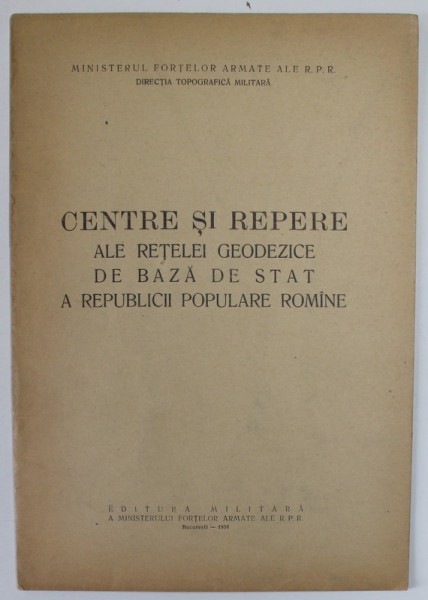 MINISTERUL FORȚELOR ARMATE ALE R.P.R.
DIRECȚIA TOPOGRAFICĂ MILITARĂ
CENTRE ȘI REPERE
ALE REȚELEI GEODEZICE
DE BAZĂ DE STAT
A REPUBLICII POPULARE ROMÎNE
EDITURA MILITARĂ
A MINISTERULUI FORȚELOR ARMATE ALE R.P.R.
București —